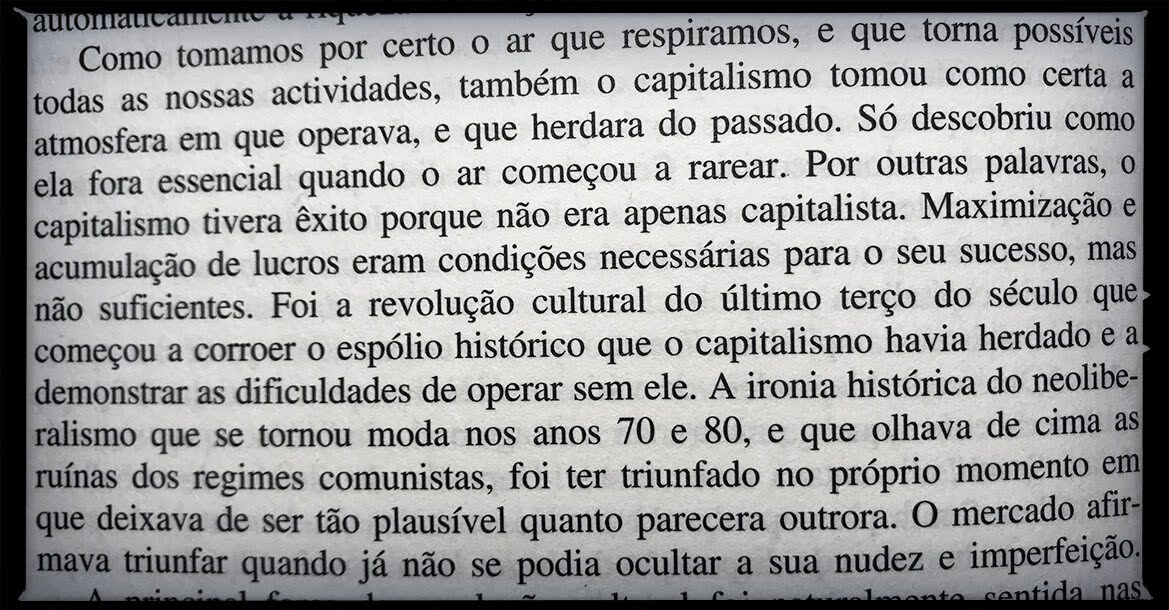 automaticamente a
Como tomamos por certo o ar que respiramos, e que torna possíveis
todas as nossas actividades, também o capitalismo tomou como certa a
atmosfera em que operava, e que herdara do passado. Só descobriu como
ela fora essencial quando o ar começou a rarear. Por outras palavras, o
capitalismo tivera êxito porque não era apenas capitalista. Maximização e
acumulação de lucros eram condições necessárias para o seu sucesso, mas
não suficientes. Foi a revolução cultural do último terço do século que
começou a corroer o espólio histórico que o capitalismo havia herdado e a
demonstrar as dificuldades de operar sem ele. A ironia histórica do neolibe-
ralismo que se tornou moda nos anos 70 e 80, e que olhava de cima as
ruínas dos regimes comunistas, foi ter triunfado no próprio momento em
que deixava de ser tão plausível quanto parecera outrora. O mercado afir-
mava triunfar quando já não se podia ocultar a sua nudez e imperfeição.
sentida nas